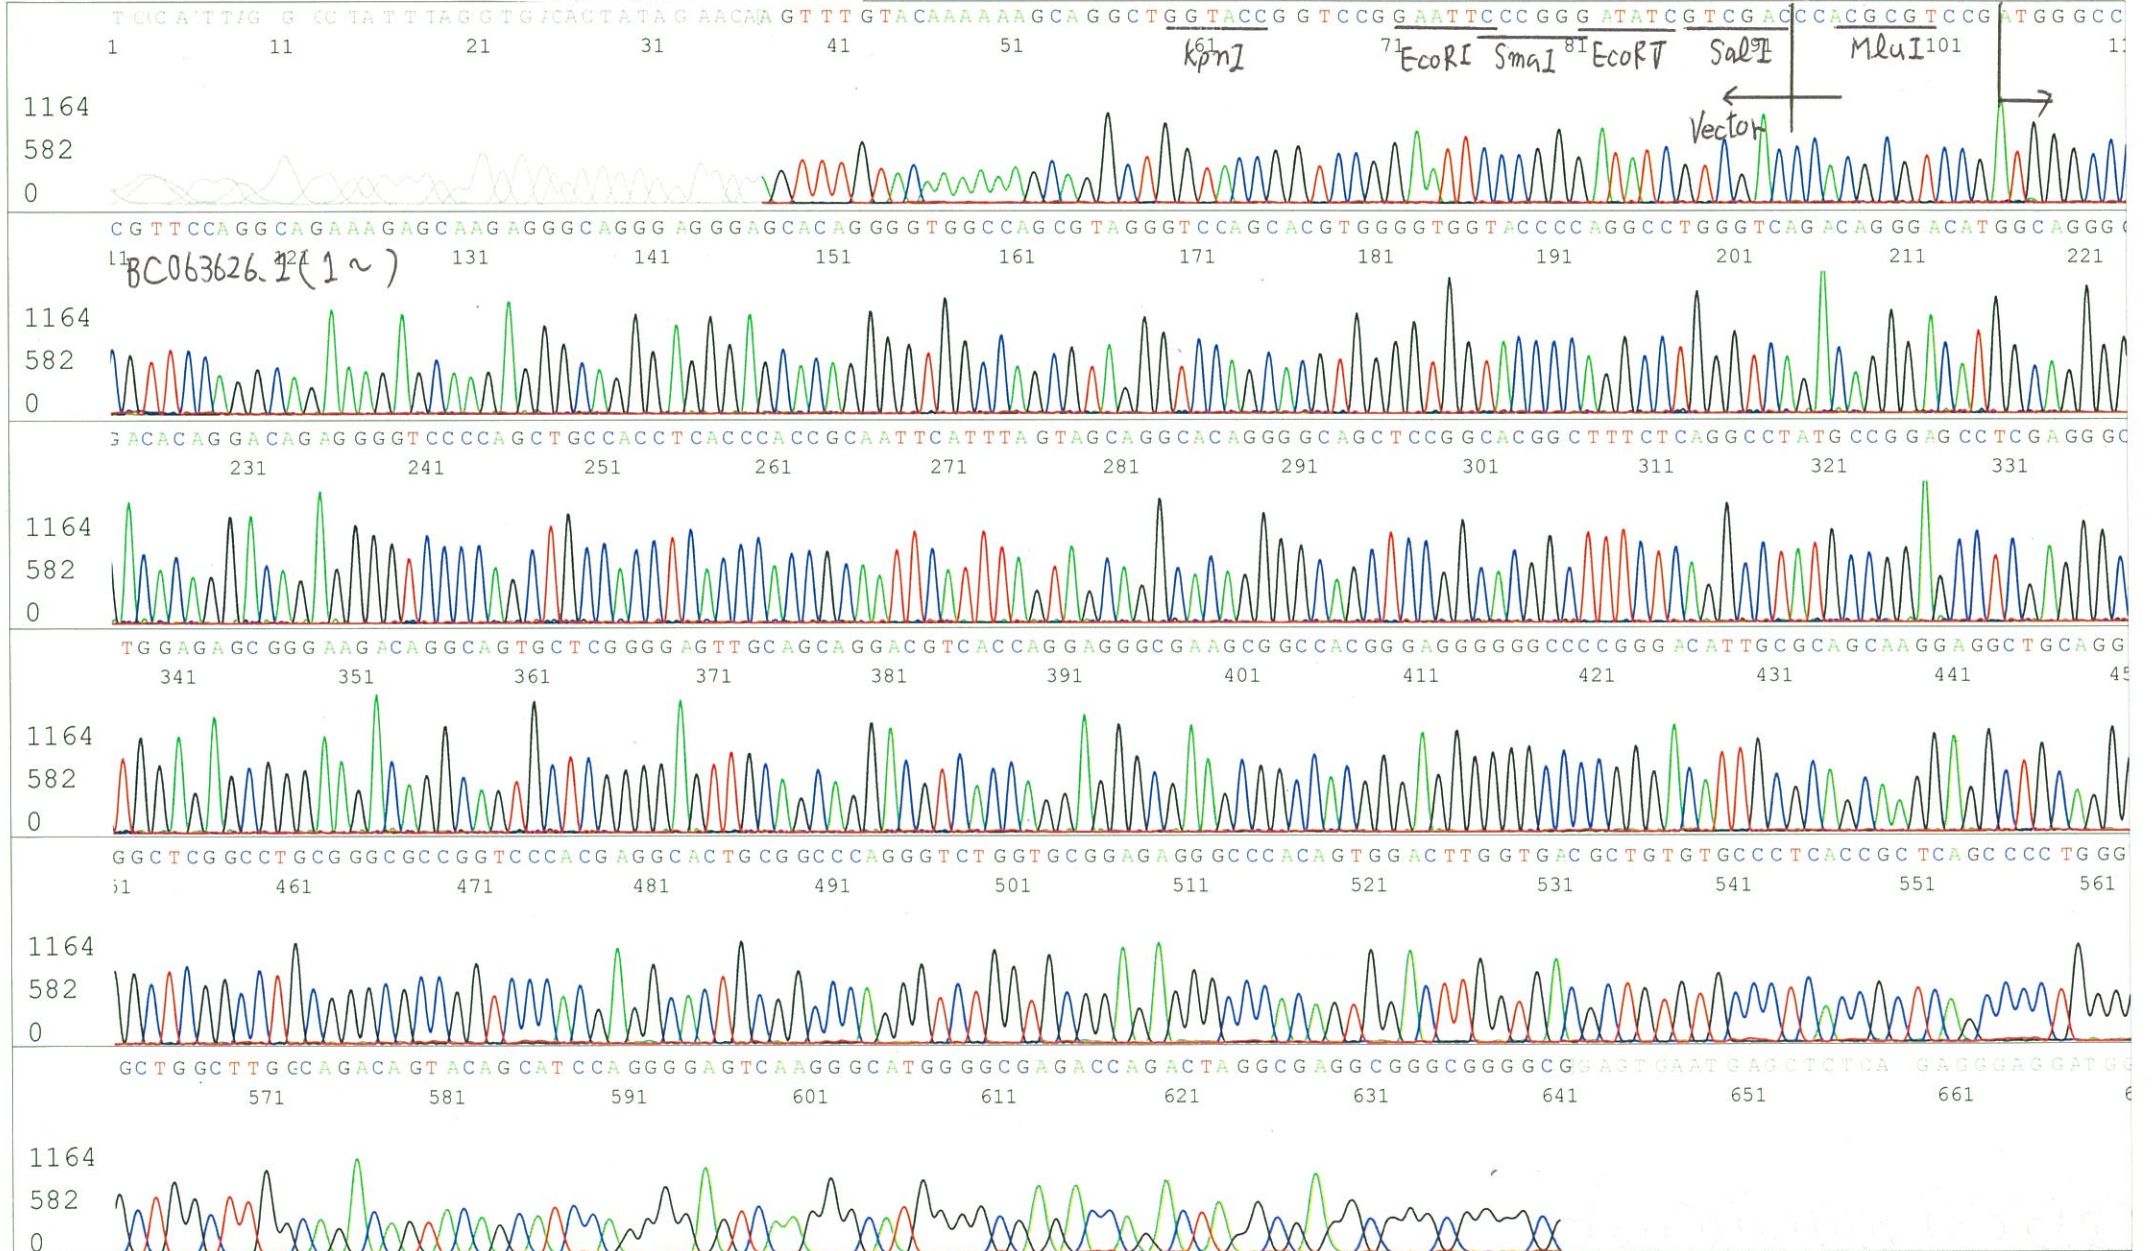 AGTTTGTACAAAAAAGCAGGCTGGTACCGGTCCGGAATTCCCGGGATATCGTCGACCCACGCGTCCGATGGGCC
1 11 21 31 41 51 61 71 81 91 101
KpnI EcoRI SmaI EcoRV SalI MluI
Vector
1164
582
0
CGTTCCAGGCAGAAAGAGCAAGAGGGCAGGGAGGGAGCACAGGGGTGGCCAGCGTAGGGTCCAGCACGTGGGGTGGTACCCCAGGCCTGGGTCAGACAGGGACATGGCAGGG
121 131 141 151 161 171 181 191 201 211 221
BC063626.1 (1~)
1164
582
0
GACACAGGACAGAGGGGTCCCCAGCTGCCACCTCACCCACCGCAATTCATTTAGTAGCAGGCACAGGGGCAGCTCCGGCACGGCTTTCTCAGGCCTATGCCGGAGCCTCGAGGGC
231 241 251 261 271 281 291 301 311 321 331
1164
582
0
TGGAGAGCGGGAAGACAGGCAGTGCTCGGGGAGTTGCAGCAGGACGTCACCAGGAGGGCGAAGCGGCCACGGGAGGGGGGGCCCCGGGACATTGCGCAGCAAGGAGGCTGCAGG
341 351 361 371 381 391 401 411 421 431 441
1164
582
0
GGCTCGGCCTGCGGGCGCCGGTCCCACGAGGCACTGCGGCCCAGGGTCTGGTGCGGAGAGGGCCCACAGTGGACTTGGTGACGCTGTGTGCCCTCACCGCTCAGCCCCTGGG
461 471 481 491 501 511 521 531 541 551 561
1164
582
0
GCTGGCTTGGCAGACAGTACAGCATCCAGGGGAGTCAAGGGCATGGGGCGAGACCAGACTAGGCGAGGCGGGCGGGGCGGAGTGAATGAGCTCTCA GAGGGAGGATGG
571 581 591 601 611 621 631 641 651 661
1164
582
0